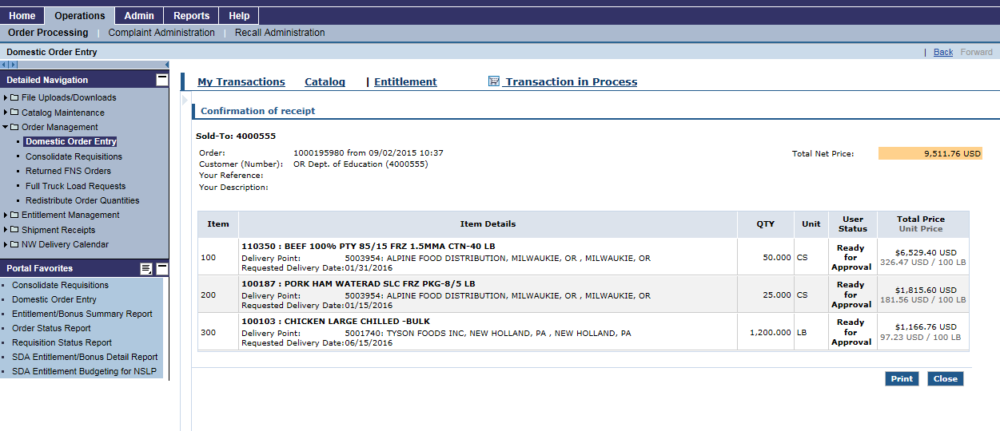 Home Operations Admin Reports Help
Order Processing | Complaint Administration | Recall Administration
Domestic Order Entry
| Back Forward
Detailed Navigation
File Uploads/Downloads
Catalog Maintenance
Order Management
Domestic Order Entry
Consolidate Requisitions
Returned FNS Orders
Full Truck Load Requests
Redistribute Order Quantities
Entitlement Management
Shipment Receipts
NW Delivery Calendar
Portal Favorites
Consolidate Requisitions
Domestic Order Entry
Entitlement/Bonus Summary Report
Order Status Report
Requisition Status Report
SDA Entitlement/Bonus Detail Report
SDA Entitlement Budgeting for NSLP
My Transactions Catalog | Entitlement Transaction in Process
Confirmation of receipt
Sold-To: 4000555
Order: 1000195980 from 09/02/2015 10:37
Customer (Number): OR Dept. of Education (4000555)
Your Reference:
Your Description:
Total Net Price: 9,511.76 USD
Item Item Details QTY Unit User Status Total Price Unit Price
100
110350 : BEEF 100% PTY 85/15 FRZ 1.5MMA CTN-40 LB
Delivery Point: 5003954: ALPINE FOOD DISTRIBUTION, MILWAUKIE, OR , MILWAUKIE, OR
Requested Delivery Date:01/31/2016
50.000 CS
Ready
for
Approval
$6,529.40 USD
326.47 USD / 100 LB
200
100187 : PORK HAM WATERAD SLC FRZ PKG-8/5 LB
Delivery Point: 5003954: ALPINE FOOD DISTRIBUTION, MILWAUKIE, OR , MILWAUKIE, OR
Requested Delivery Date:01/15/2016
25.000 CS
Ready
for
Approval
$1,815.60 USD
181.56 USD / 100 LB
300
100103 : CHICKEN LARGE CHILLED -BULK
Delivery Point: 5001740: TYSON FOODS INC, NEW HOLLAND, PA , NEW HOLLAND, PA
Requested Delivery Date:06/15/2016
1,200.000 LB
Ready
for
Approval
$1,166.76 USD
97.23 USD / 100 LB
Print Close